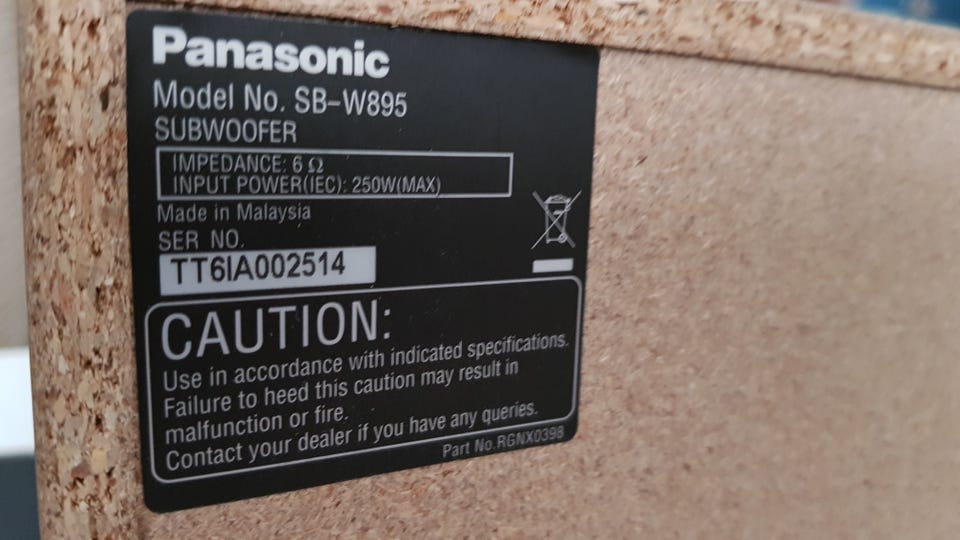 Panasonic
Model No. SB-W895
SUBWOOFER
IMPEDANCE: 6 Ω
INPUT POWER(IEC): 250W(MAX)
Made in Malaysia
SER NO.
TT6IA002514
CAUTION:
Use in accordance with indicated specifications.
Failure to heed this caution may result in
malfunction or fire.
Contact your dealer if you have any queries.
Part No.RGNX0398